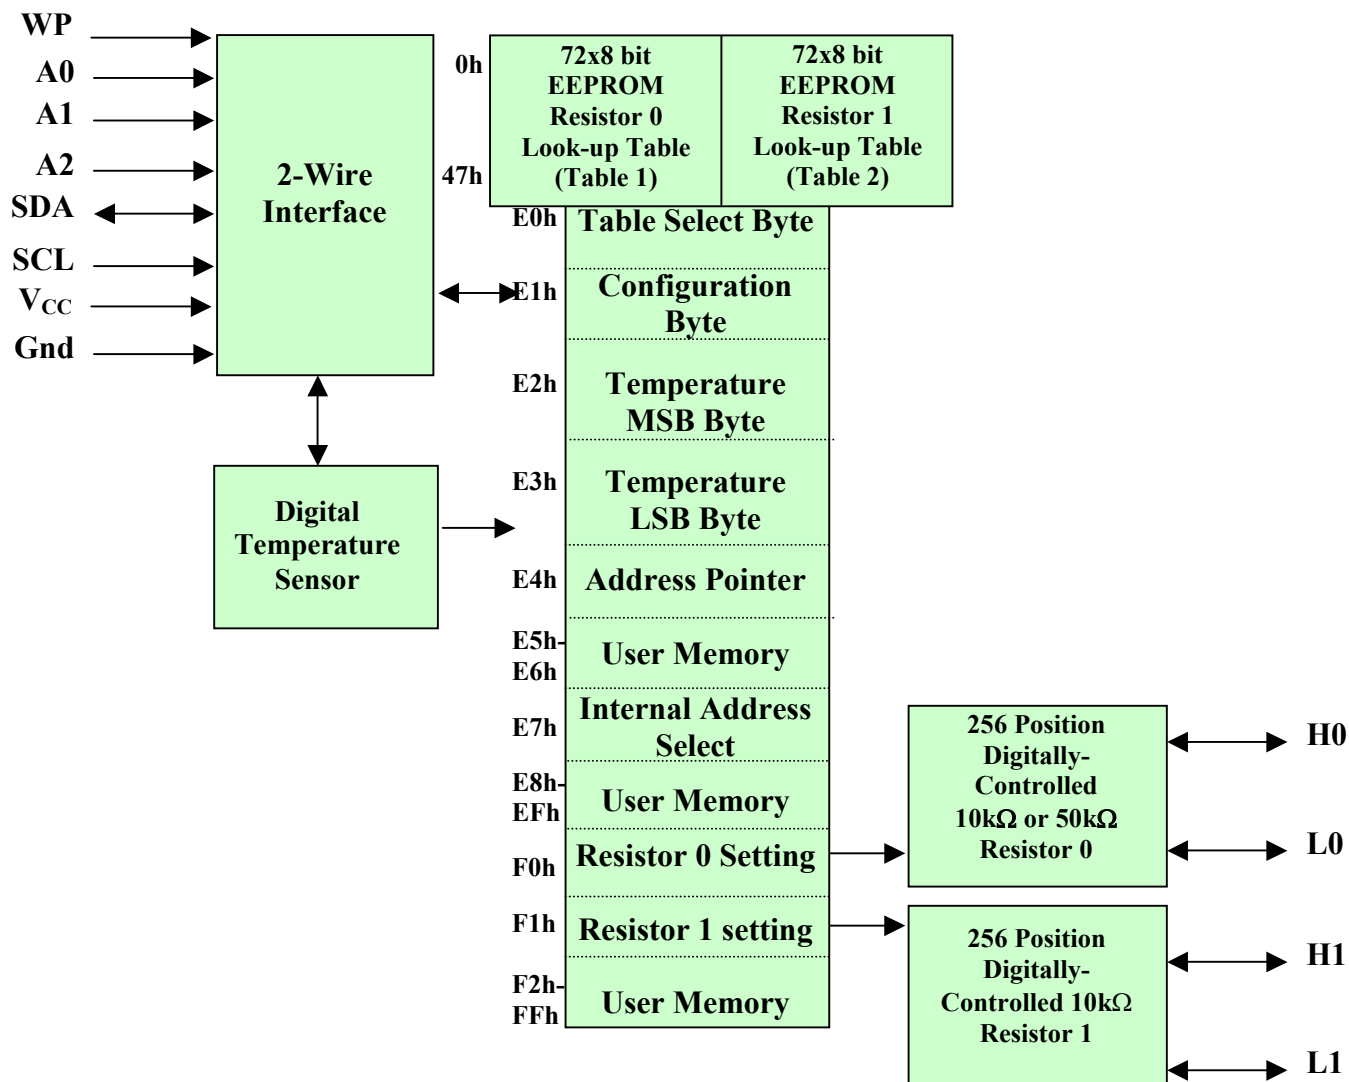 WP
A0
A1
A2
SDA
SCL
VCC
Gnd
2-Wire
Interface
Digital
Temperature
Sensor
0h
47h
72x8 bit
EEPROM
Resistor 0
Look-up Table
(Table 1)
72x8 bit
EEPROM
Resistor 1
Look-up Table
(Table 2)
E0h
Table Select Byte
E1h
Configuration
Byte
E2h
Temperature
MSB Byte
E3h
Temperature
LSB Byte
E4h
Address Pointer
E5h-
E6h
User Memory
E7h
Internal Address
Select
E8h-
EFh
User Memory
F0h
Resistor 0 Setting
F1h
Resistor 1 setting
F2h-
FFh
User Memory
256 Position
Digitally-
Controlled
10kΩ or 50kΩ
Resistor 0
H0
L0
256 Position
Digitally-
Controlled 10kΩ
Resistor 1
H1
L1